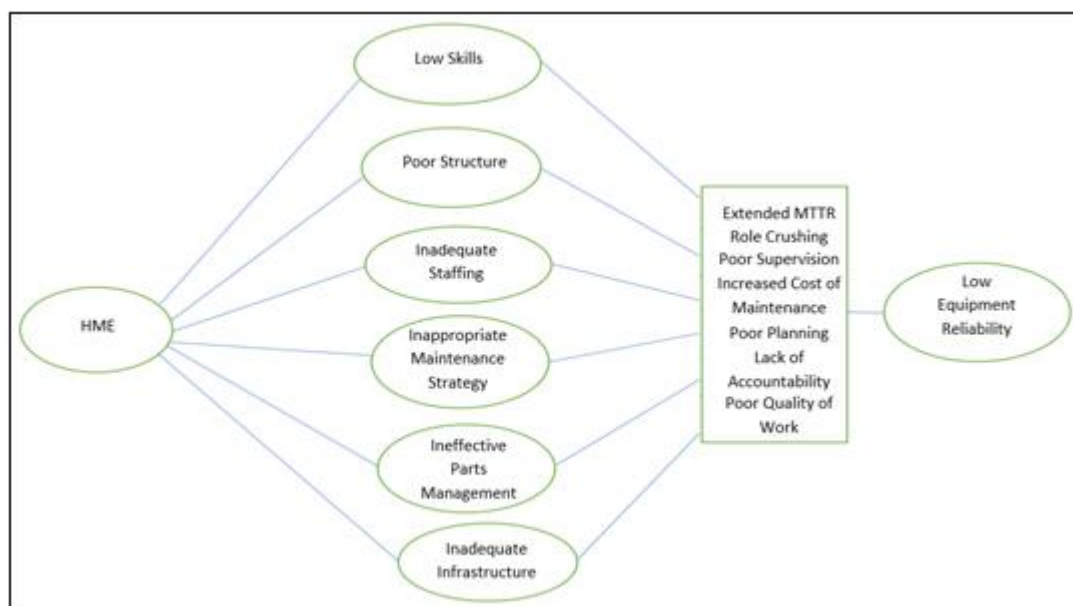 Low Skills
Poor Structure
Inadequate
Staffing
HME
Inappropriate
Maintenance
Strategy
Ineffective
Parts
Management
Inadequate
Infrastructure
Extended MTTR
Role Crushing
Poor Supervision
Increased Cost of
Maintenance
Poor Planning
Lack of
Accountability
Poor Quality of
Work
Low
Equipment
Reliability